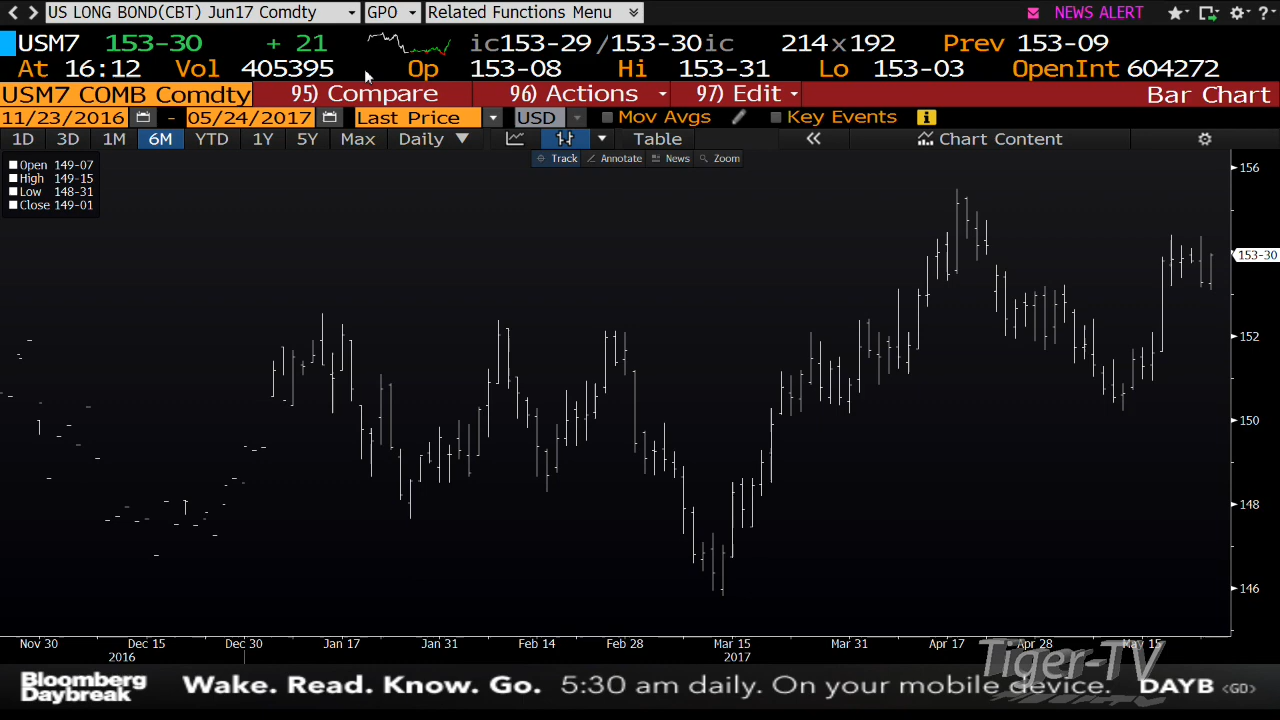 US LONG BOND(CBT) Jun17 Comdty GPO Related Functions Menu NEWS ALERT
USM7 153-30 + 21 ic153-29/153-30ic 214x192 Prev 153-09
At 16:12 Vol 405395 Op 153-08 Hi 153-31 Lo 153-03 OpenInt 604272
USM7 COMB Comdty 95) Compare 96) Actions 97) Edit Bar Chart
11/23/2016 - 05/24/2017 Last Price USD Mov Avgs Key Events
1D 3D 1M 6M YTD 1Y 5Y Max Daily Table Chart Content
Track Annotate News Zoom
Open 149-07
High 149-15
Low 148-31
Close 149-01
156
153-30
152
150
148
146
Nov 30 Dec 15 Dec 30 Jan 17 Jan 31 Feb 14 Feb 28 Mar 15 Mar 31 Apr 17 Apr 28 May 15
2016 2017
Tiger-TV
Bloomberg
Daybreak
Wake. Read. Know. Go. 5:30 am daily. On your mobile device. DAYB <GO>